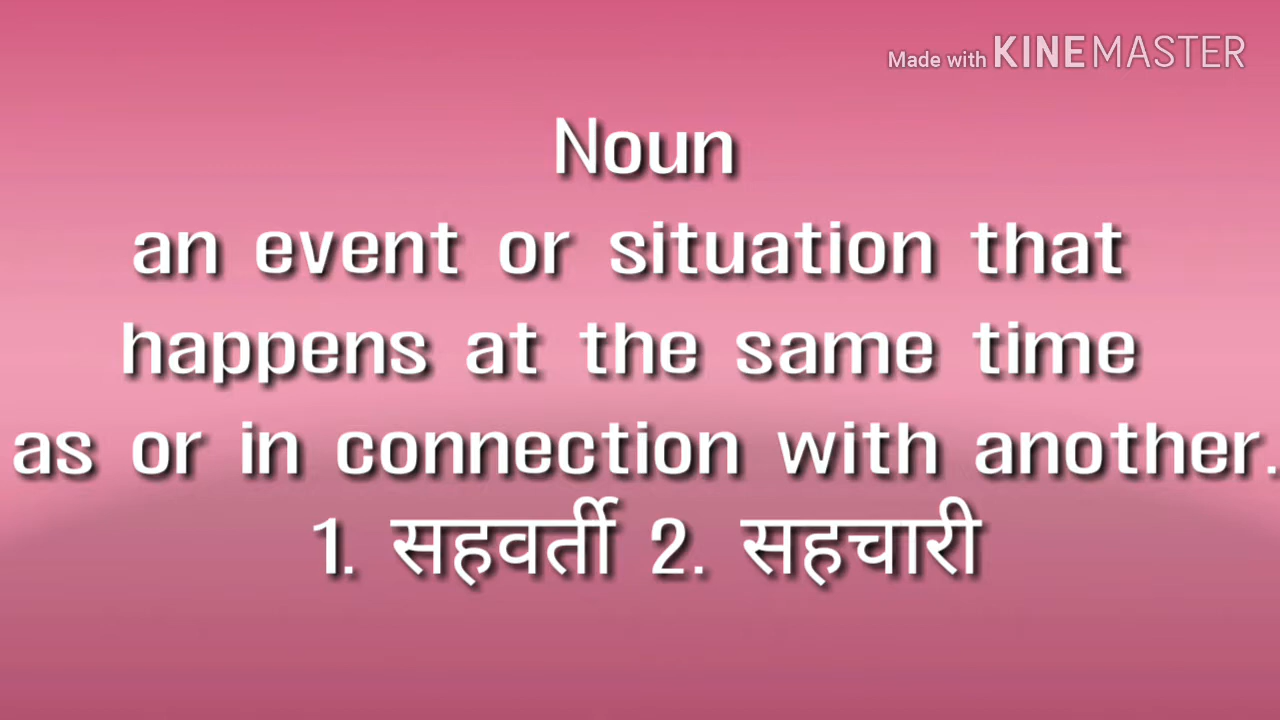 Made with KINEMASTER
Noun
an event or situation that
happens at the same time
as or in connection with another.
1. सहवर्ती 2. सहचारी